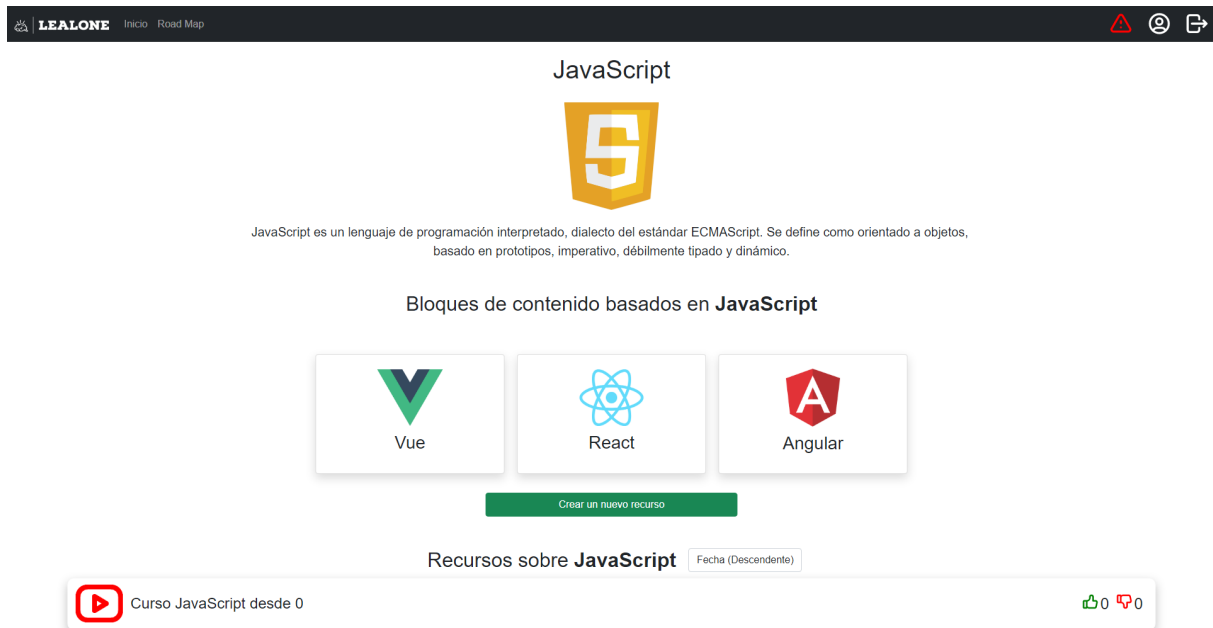 LEALONE Inicio Road Map
JavaScript
JavaScript es un lenguaje de programación interpretado, dialecto del estándar ECMAScript. Se define como orientado a objetos,
basado en prototipos, imperativo, débilmente tipado y dinámico.
Bloques de contenido basados en JavaScript
Vue React Angular
Crear un nuevo recurso
Recursos sobre JavaScript Fecha (Descendente)
Curso JavaScript desde 0 0 0